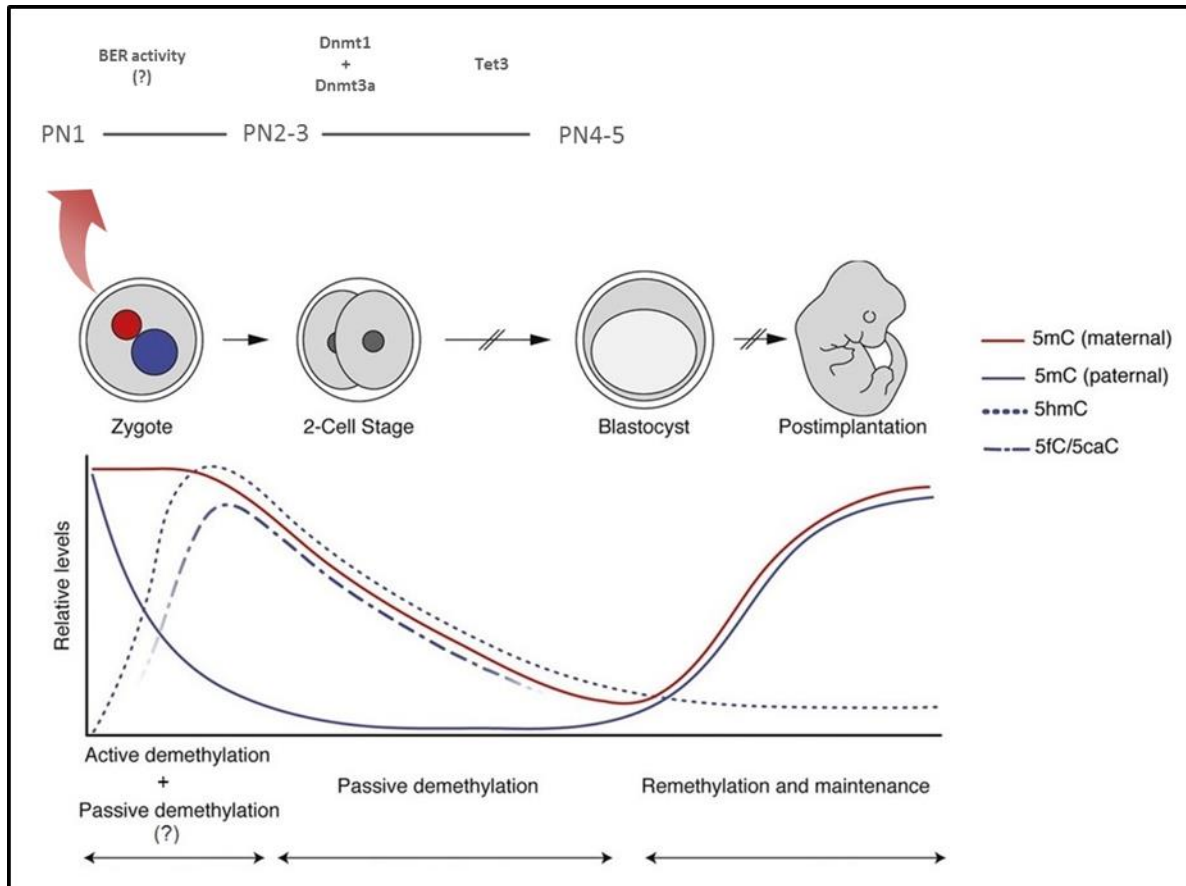 BER activity
(?)
Dnmt1
+
Dnmt3a
Tet3
PN1
PN2-3
PN4-5
Zygote
2-Cell Stage
Blastocyst
Postimplantation
5mC (maternal)
5mC (paternal)
5hmC
5fC/5caC
Relative levels
Active demethylation
+
Passive demethylation
(?)
Passive demethylation
Remethylation and maintenance